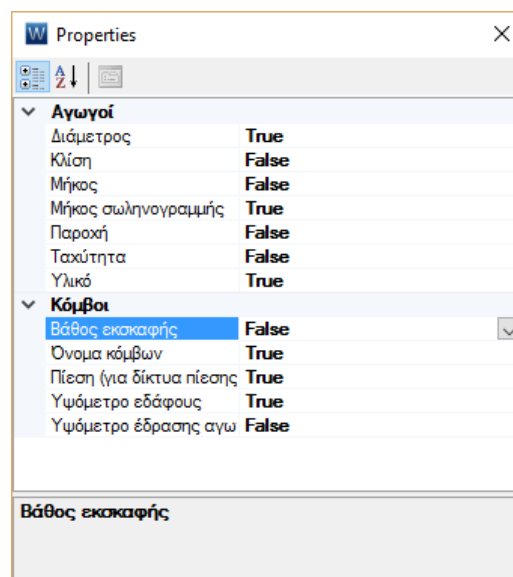 W Properties
A Z
Αγωγοί
Διάμετρος True
Κλίση False
Μήκος False
Μήκος σωληνογραμμής True
Παροχή False
Ταχύτητα False
Υλικό True
Κόμβοι
Βάθος εκσκαφής False
Όνομα κόμβων True
Πίεση (για δίκτυα πίεσης True
Υψόμετρο εδάφους True
Υψόμετρο έδρασης αγω False
Βάθος εκσκαφής